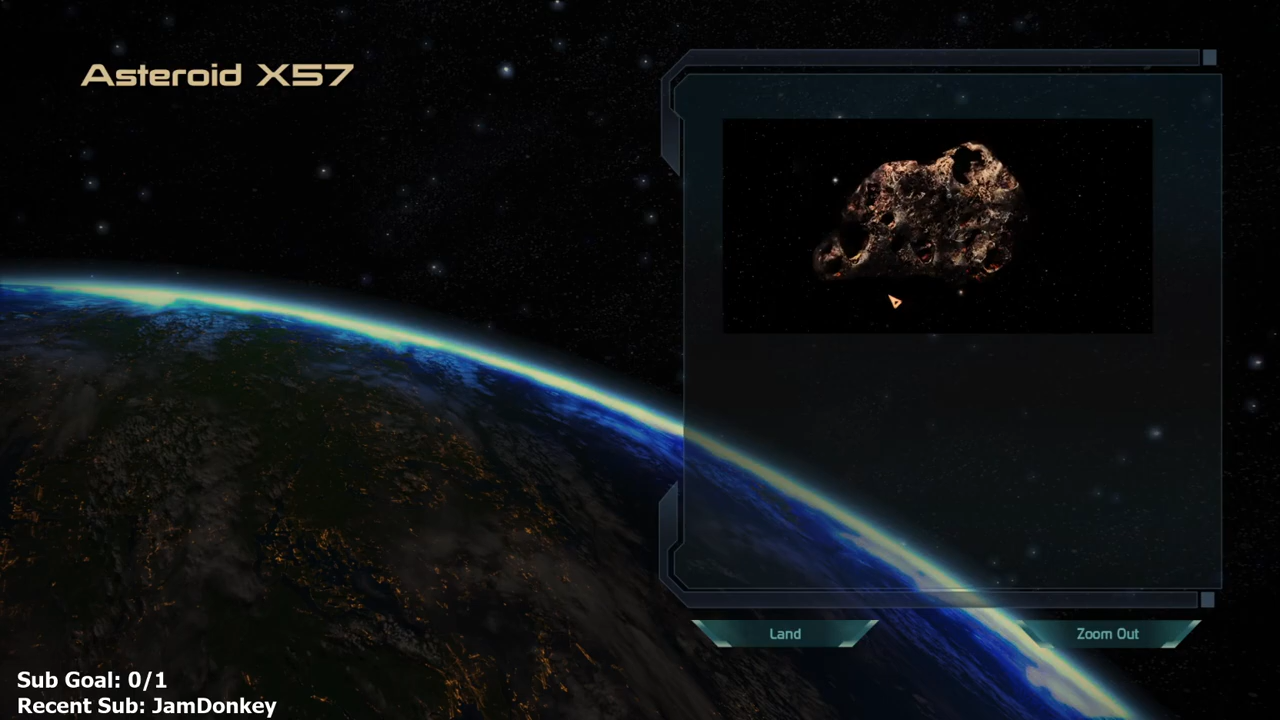 Asteroid X57
Land
Zoom Out
Sub Goal: 0/1
Recent Sub: JamDonkey